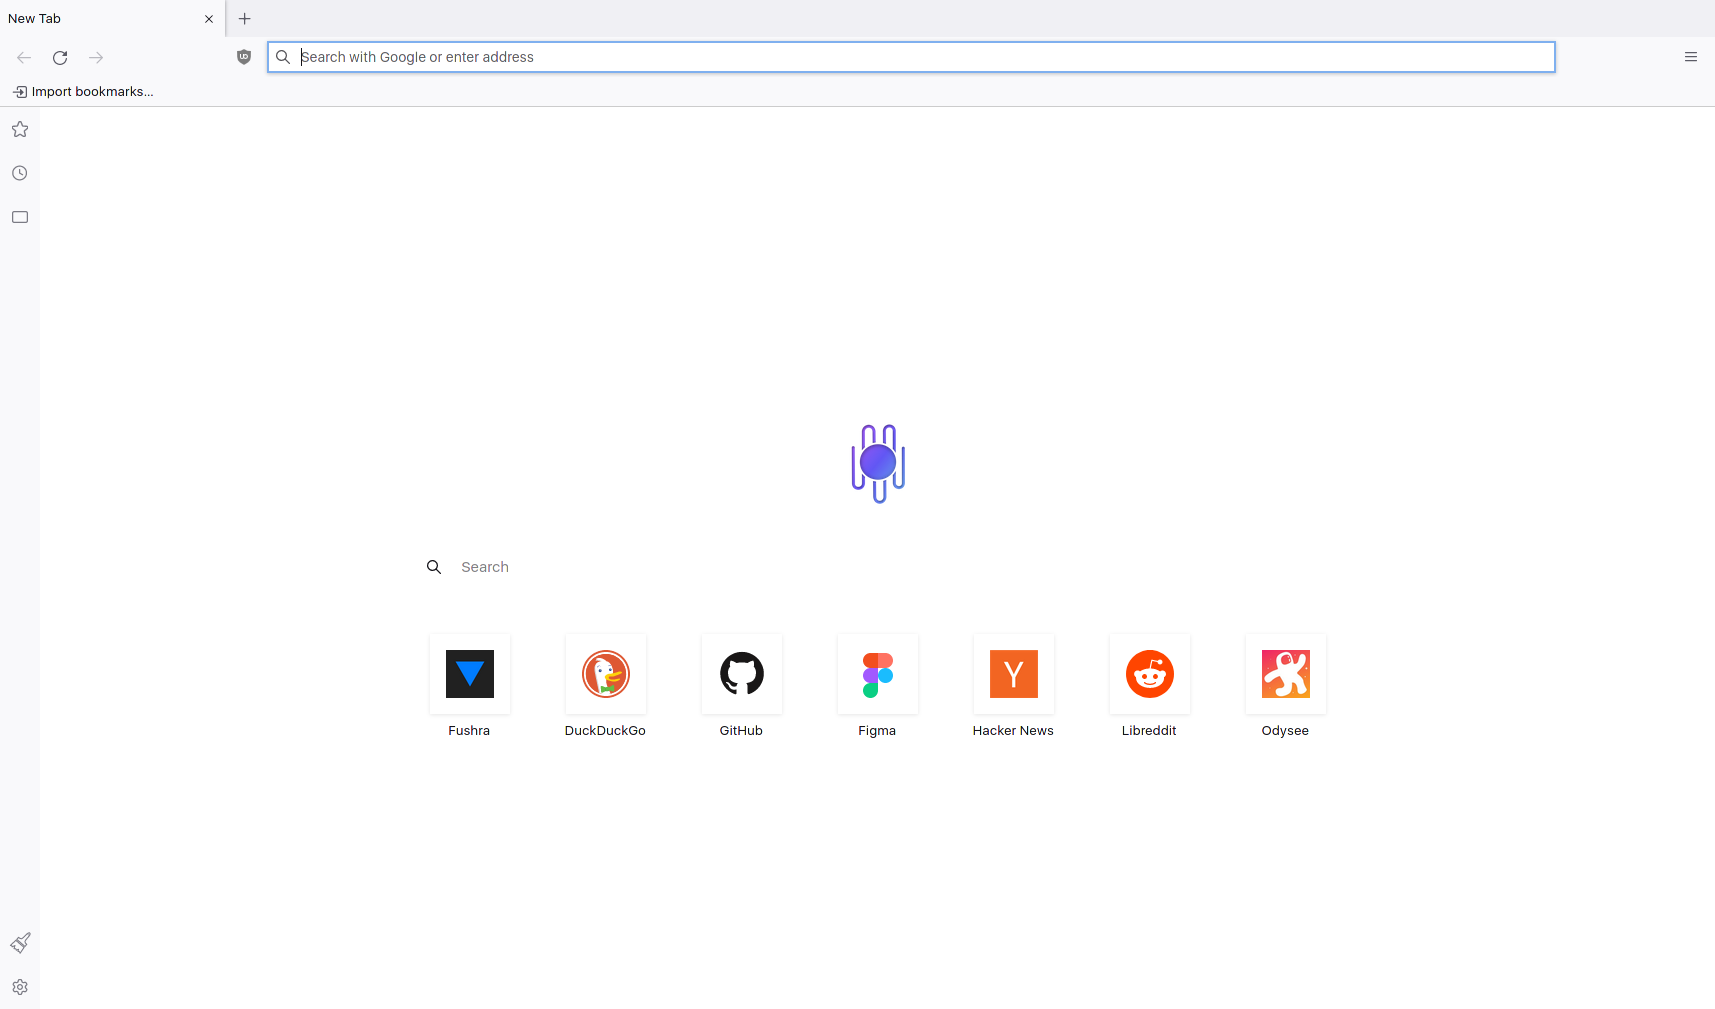 New Tab
Search with Google or enter address
Import bookmarks...
Search
Fushra
DuckDuckGo
GitHub
Figma
Hacker News
Libreddit
Odysee